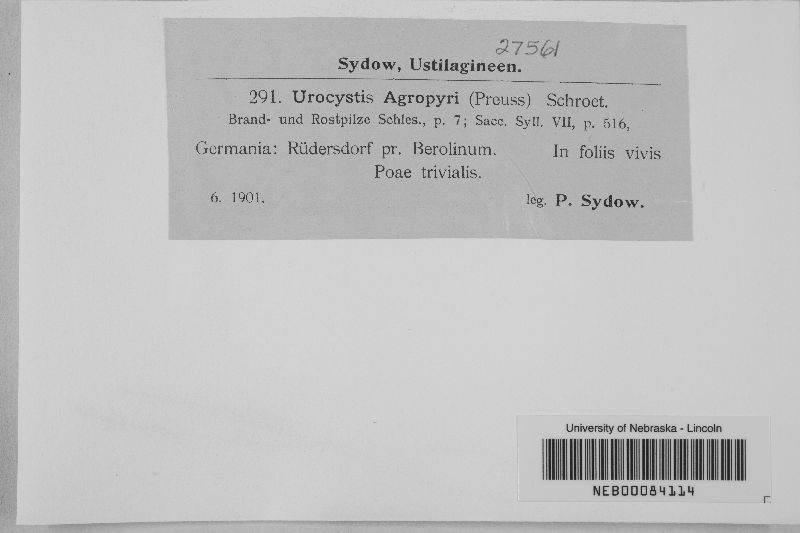 27561
Sydow, Ustilagineen.
291. Urocystis Agropyri (Preuss) Schroet.
Brand- und Rostpilze Schles., p. 7; Sacc. Syll. VII, p. 516.
Germania: Rüdersdorf pr. Berolinum. In foliis vivis
Poae trivialis.
6. 1901. leg. P. Sydow.
University of Nebraska - Lincoln
NEB00084114